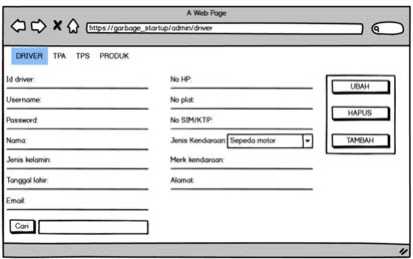 A Web Page
https://garbage_startup/admin/driver
DRIVER TPA TPS PRODUK
Id driver:
Username:
Password:
Nama:
Jenis kelamin:
Tanggal lahir:
Email:
Cari
No HP:
No plat:
No SIM/KTP:
Jenis Kendaraan: Sepeda motor
Merk kendaraan:
Alamat:
UBAH
HAPUS
TAMBAH